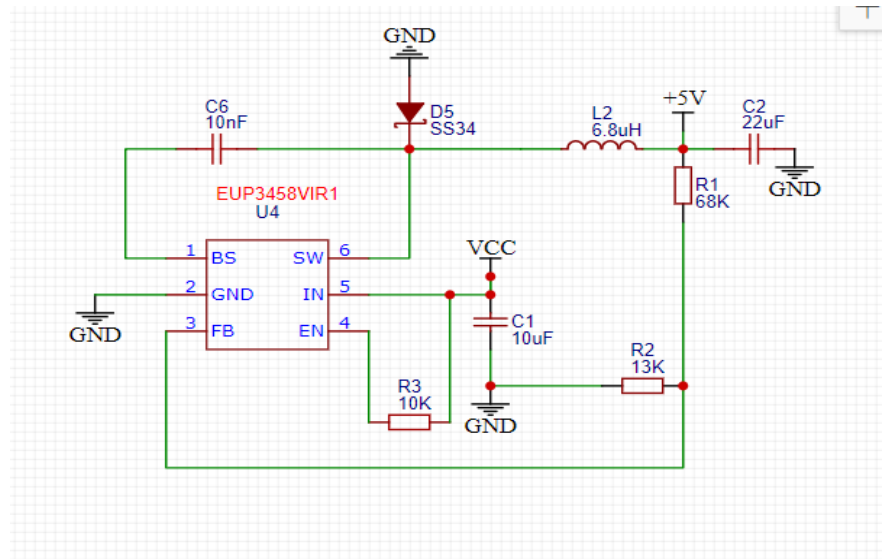 GND
C6
10nF
D5
SS34
L2
6.8uH
+5V
C2
22uF
GND
R1
68K
EUP3458VIR1
U4
1 BS SW 6
2 GND IN 5
3 FB EN 4
GND
VCC
C1
10uF
R3
10K
GND
R2
13K